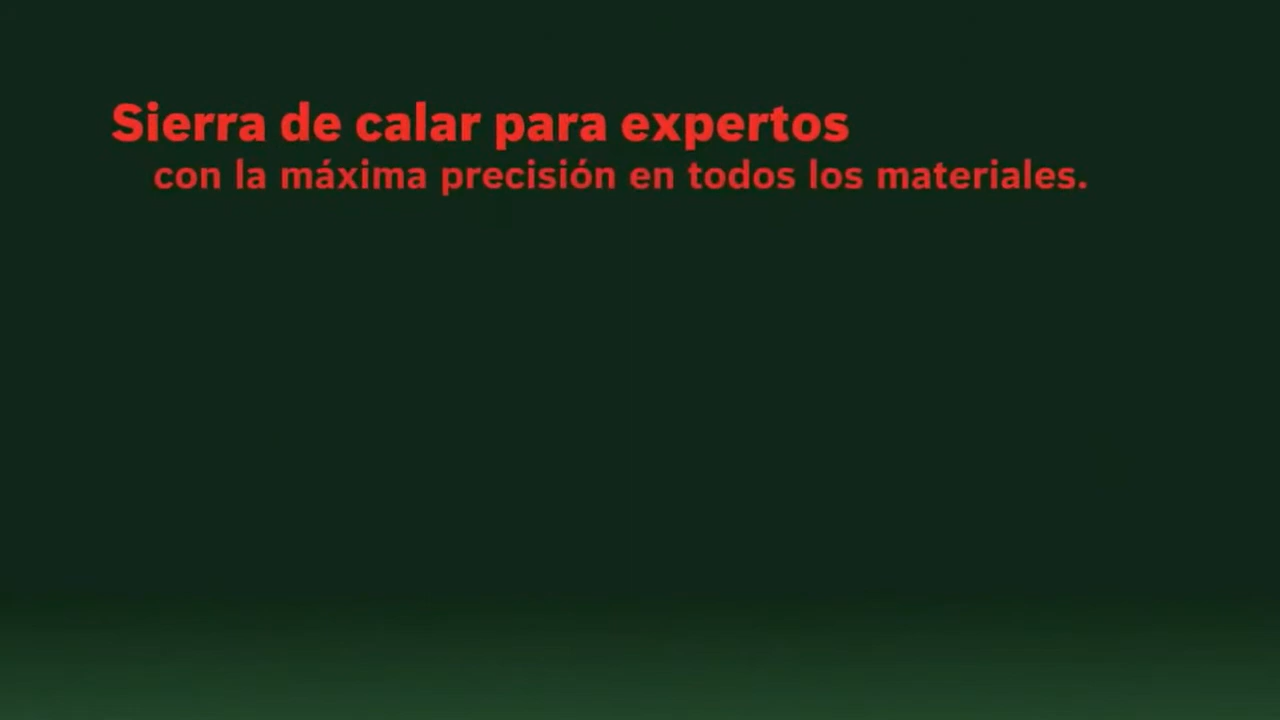 Sierra de calar para expertos
con la máxima precisión en todos los materiales.